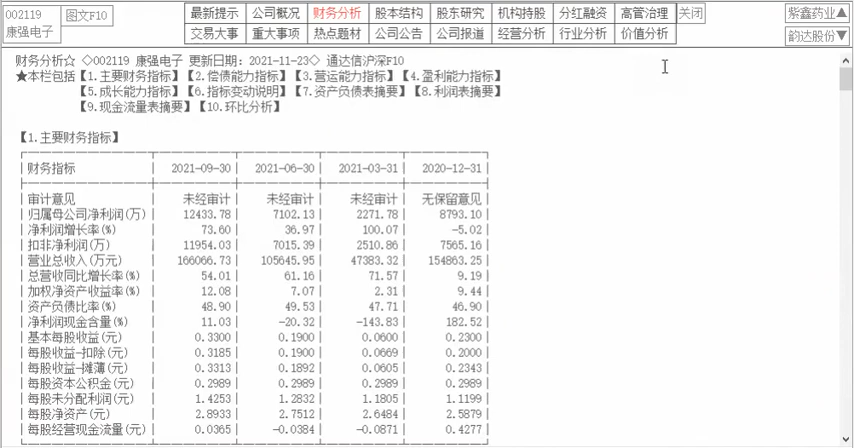 002119 图文F10 最新提示 公司概况 财务分析 股本结构 股东研究 机构持股 分红融资 高管治理 关闭 紫鑫药业▲
康强电子 交易大事 重大事项 热点题材 公司公告 公司报道 经营分析 行业分析 价值分析 韵达股份▼
财务分析☆ ◇002119 康强电子 更新日期：2021-11-23◇ 通达信沪深F10
★本栏包括【1.主要财务指标】【2.偿债能力指标】【3.营运能力指标】【4.盈利能力指标】
【5.成长能力指标】【6.指标变动说明】【7.资产负债表摘要】【8.利润表摘要】
【9.现金流量表摘要】【10.环比分析】
【1.主要财务指标】
财务指标 2021-09-30 2021-06-30 2021-03-31 2020-12-31
审计意见 未经审计 未经审计 未经审计 无保留意见
归属母公司净利润(万) 12433.78 7102.13 2271.78 8793.10
净利润增长率(%) 73.60 36.97 100.07 -5.02
扣非净利润(万) 11954.03 7015.39 2510.86 7565.16
营业总收入(万元) 166066.73 105645.95 47383.32 154863.25
总营收同比增长率(%) 54.01 61.16 71.57 9.19
加权净资产收益率(%) 12.08 7.07 2.31 9.44
资产负债比率(%) 48.90 49.53 47.71 46.90
净利润现金含量(%) 11.03 -20.32 -143.83 182.52
基本每股收益(元) 0.3300 0.1900 0.0600 0.2300
每股收益-扣除(元) 0.3185 0.1900 0.0669 0.2000
每股收益-摊薄(元) 0.3313 0.1892 0.0605 0.2343
每股资本公积金(元) 0.2989 0.2989 0.2989 0.2989
每股未分配利润(元) 1.4253 1.2832 1.1805 1.1199
每股净资产(元) 2.8933 2.7512 2.6484 2.5879
每股经营现金流量(元) 0.0365 -0.0384 -0.0871 0.4277